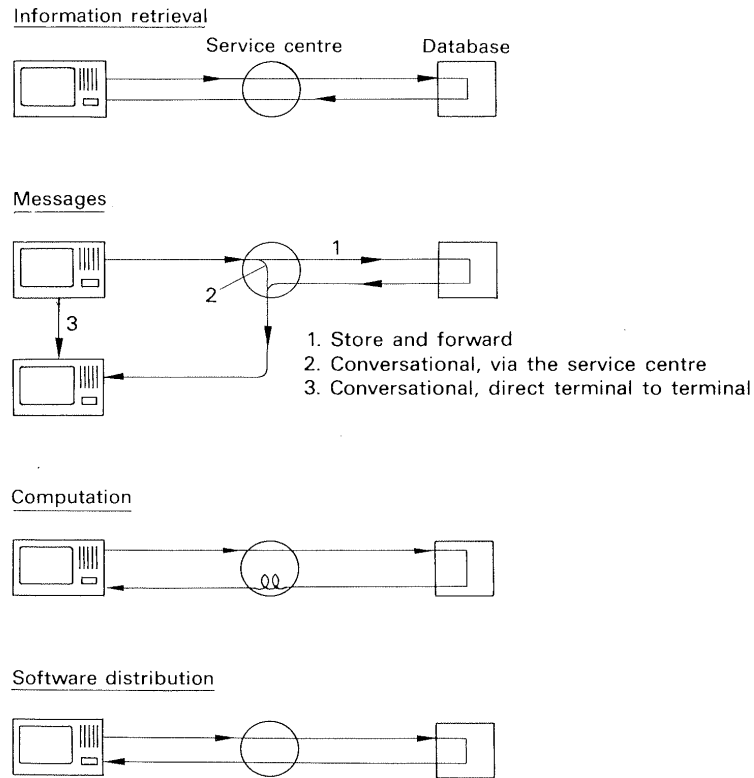 Information retrieval
Service centre Database
Messages
1
2
3
1. Store and forward
2. Conversational, via the service centre
3. Conversational, direct terminal to terminal
Computation
Software distribution